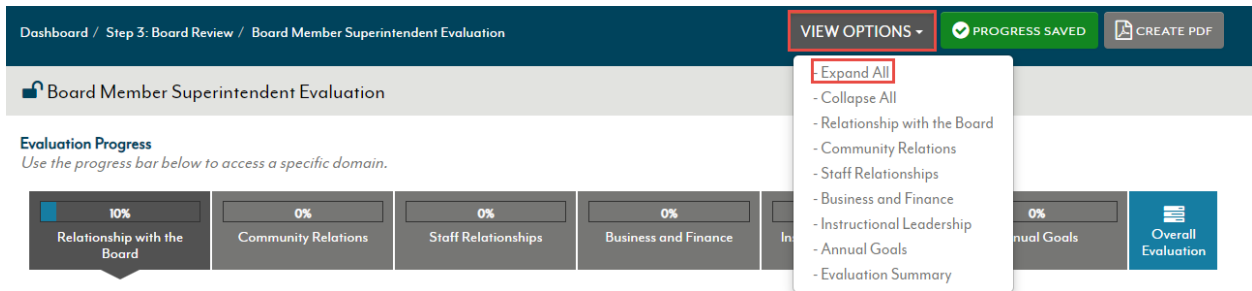 Dashboard / Step 3: Board Review / Board Member Superintendent Evaluation
VIEW OPTIONS
PROGRESS SAVED
CREATE PDF
- Expand All
- Collapse All
- Relationship with the Board
- Community Relations
- Staff Relationships
- Business and Finance
- Instructional Leadership
- Annual Goals
- Evaluation Summary
Board Member Superintendent Evaluation
Evaluation Progress
Use the progress bar below to access a specific domain.
10%
Relationship with the
Board
0%
Community Relations
0%
Staff Relationships
0%
Business and Finance
0%
nual Goals
Overall
Evaluation